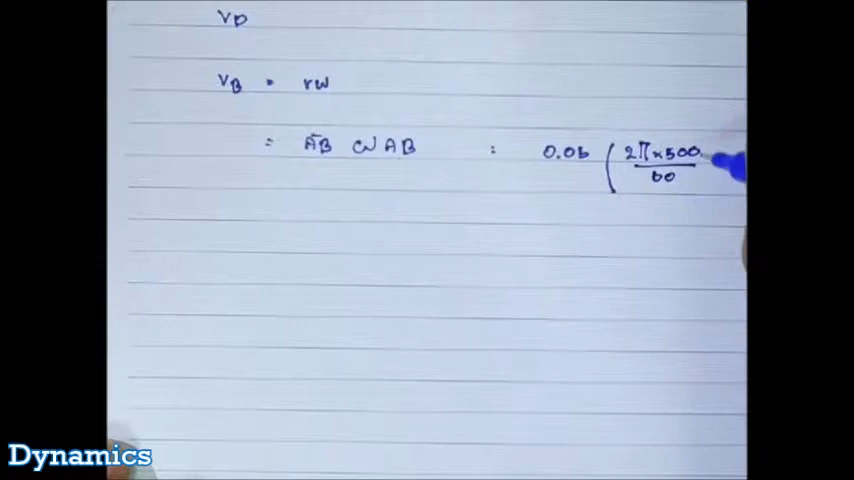 VD
VB = rω
= AB ωAB = 0.06 ( 2π×500 / 60
Dynamics